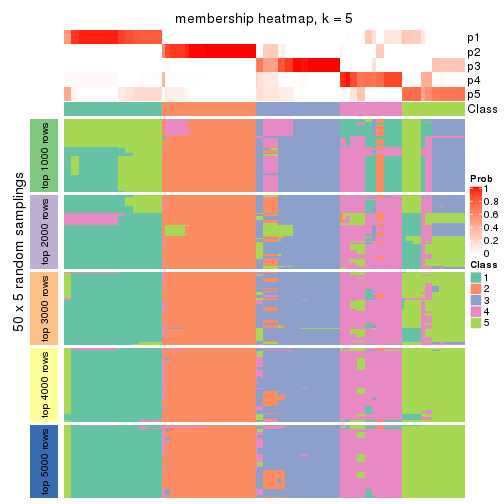 membership heatmap, k = 5
p1
p2
p3
p4
p5
Class
50 x 5 random samplings
top 1000 rows
top 2000 rows
top 3000 rows
top 4000 rows
top 5000 rows
Prob
1
0.8
0.6
0.4
0.2
0
Class
1
2
3
4
5